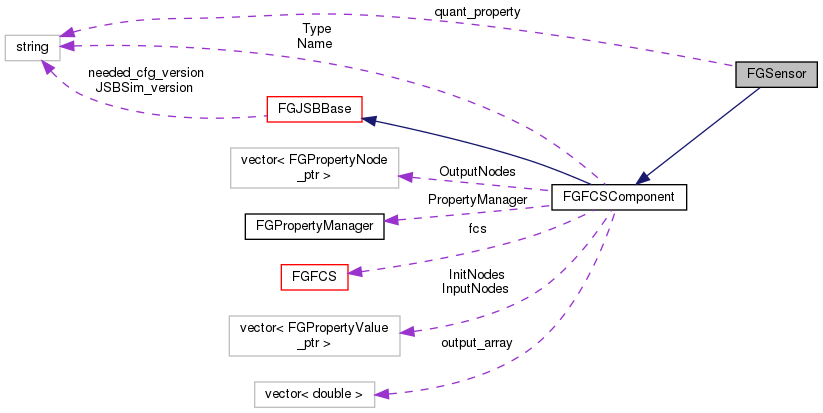 quant_property
Type
Name
string
FGSensor
needed_cfg_version
JSBSim_version
FGJSBBase
vector< FGPropertyNode
_ptr >
OutputNodes
FGFCSComponent
PropertyManager
FGPropertyManager
fcs
FGFCS
InitNodes
InputNodes
vector< FGPropertyValue
_ptr >
output_array
vector< double >